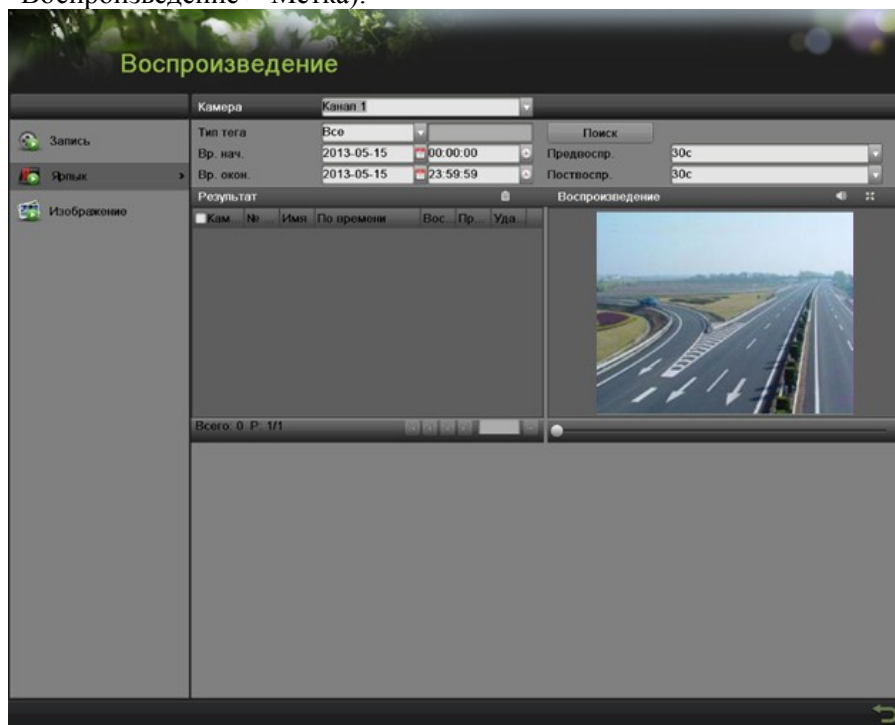 Воспроизведение – Метка).
Воспроизведение
Камера Канал 1
Запись
Ярлык
Изображение
Тип тега Все Поиск
Вр. нач. 2013-05-15 00:00:00 Предвоспр. 30с
Вр. окон. 2013-05-15 23:59:59 Поствоспр. 30с
Результат Воспроизведение
Кам... № ... Имя По времени Вос... Пр... Уда...
Всего: 0 P: 1/1